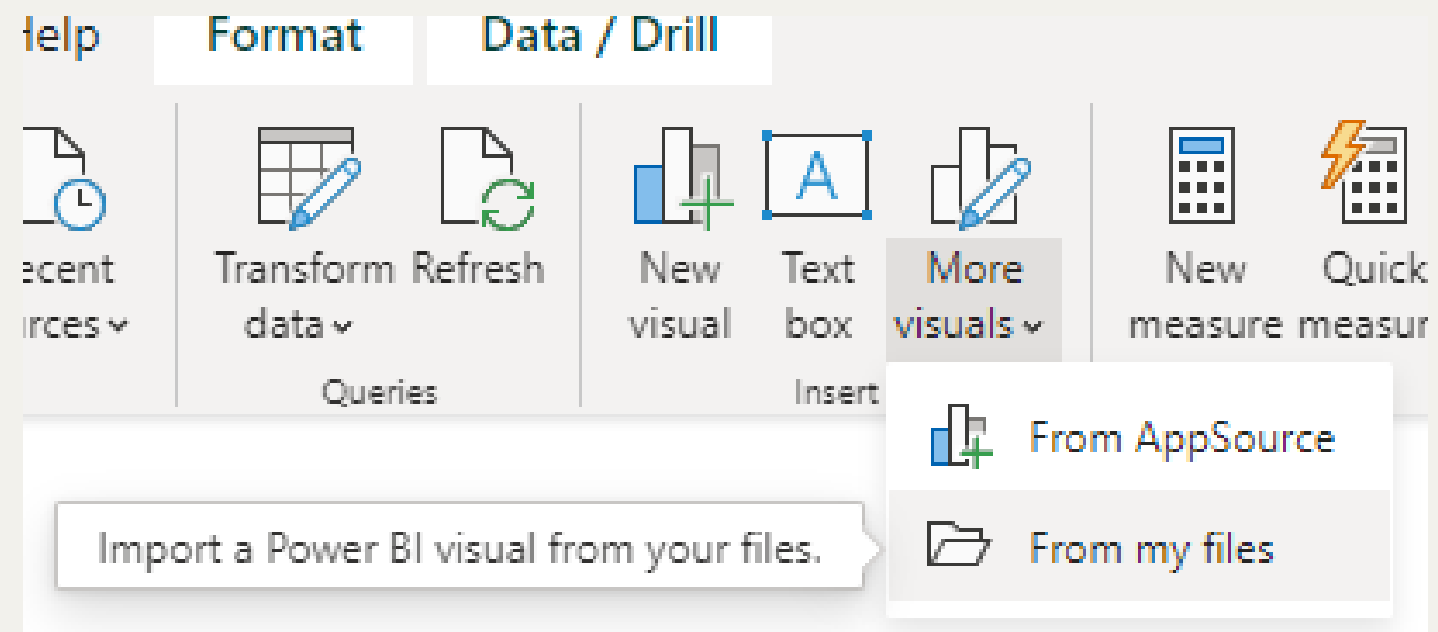 Help Format Data / Drill
ecent Transform Refresh New Text More New Quick
rces data visual box visuals measure measur
Queries Insert
From AppSource
Import a Power BI visual from your files. From my files